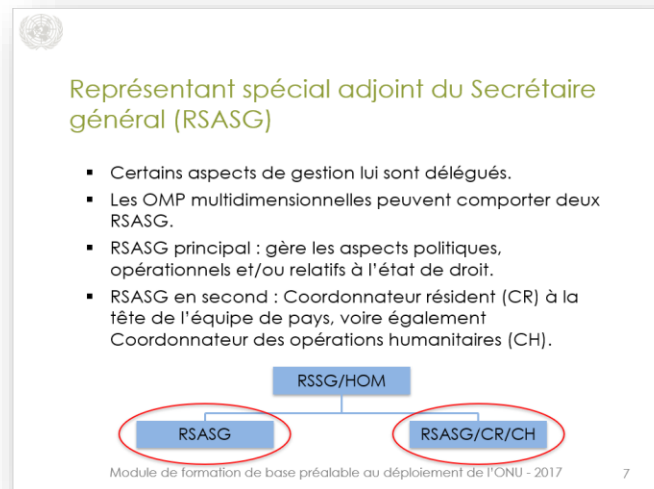 Représentant spécial adjoint du Secrétaire
général (RSASG)
▪ Certains aspects de gestion lui sont délégués.
▪ Les OMP multidimensionnelles peuvent comporter deux
RSASG.
▪ RSASG principal : gère les aspects politiques,
opérationnels et/ou relatifs à l'état de droit.
▪ RSASG en second : Coordonnateur résident (CR) à la
tête de l'équipe de pays, voire également
Coordonnateur des opérations humanitaires (CH).
RSSG/HOM
RSASG
RSASG/CR/CH
Module de formation de base préalable au déploiement de l'ONU - 2017
7